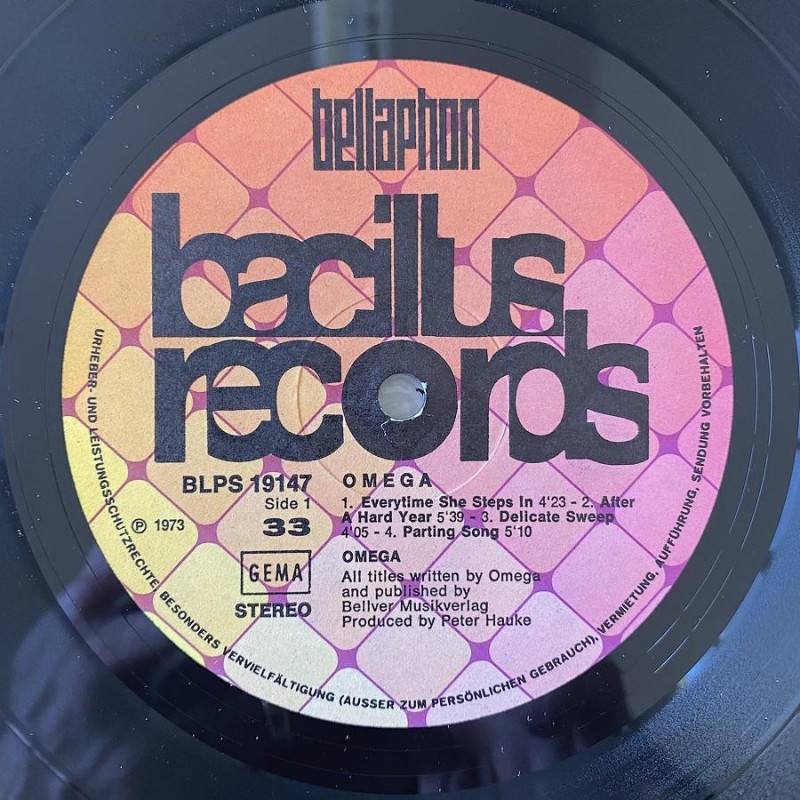 bellaphon
bacillus
records
BLPS 19147
Side 1
33
℗ 1973
GEMA
STEREO
OMEGA
1. Everytime She Steps In 4'23 - 2. After
A Hard Year 5'39 - 3. Delicate Sweep
4'05 - 4. Parting Song 5'10
OMEGA
All titles written by Omega
and published by
Bellver Musikverlag
Produced by Peter Hauke
URHEBER- UND LEISTUNGSSCHUTZRECHTE BESONDERS VERVIELFÄLTIGUNG (AUSSER ZUM PERSÖNLICHEN GEBRAUCH), VERMIETUNG, AUFFÜHRUNG, SENDUNG VORBEHALTEN